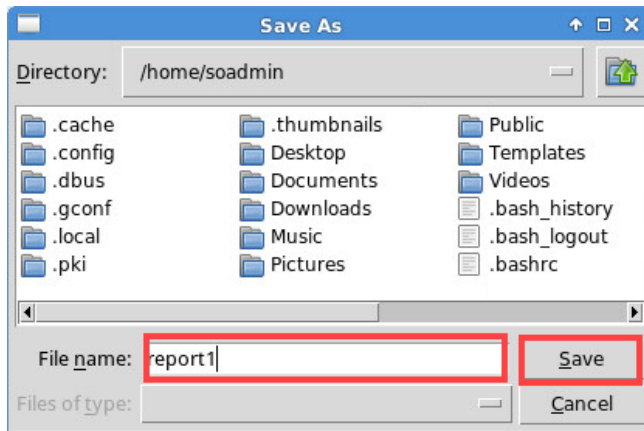 Save As
Directory: /home/soadmin
.cache .thumbnails Public
.config Desktop Templates
.dbus Documents Videos
.gconf Downloads .bash_history
.local Music .bash_logout
.pki Pictures .bashrc
File name: report1 Save
Files of type: Cancel